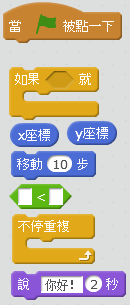 當 被點一下
如果 就
x座標 y座標
移動 10 步
<
不停重複
說 你好! 2 秒